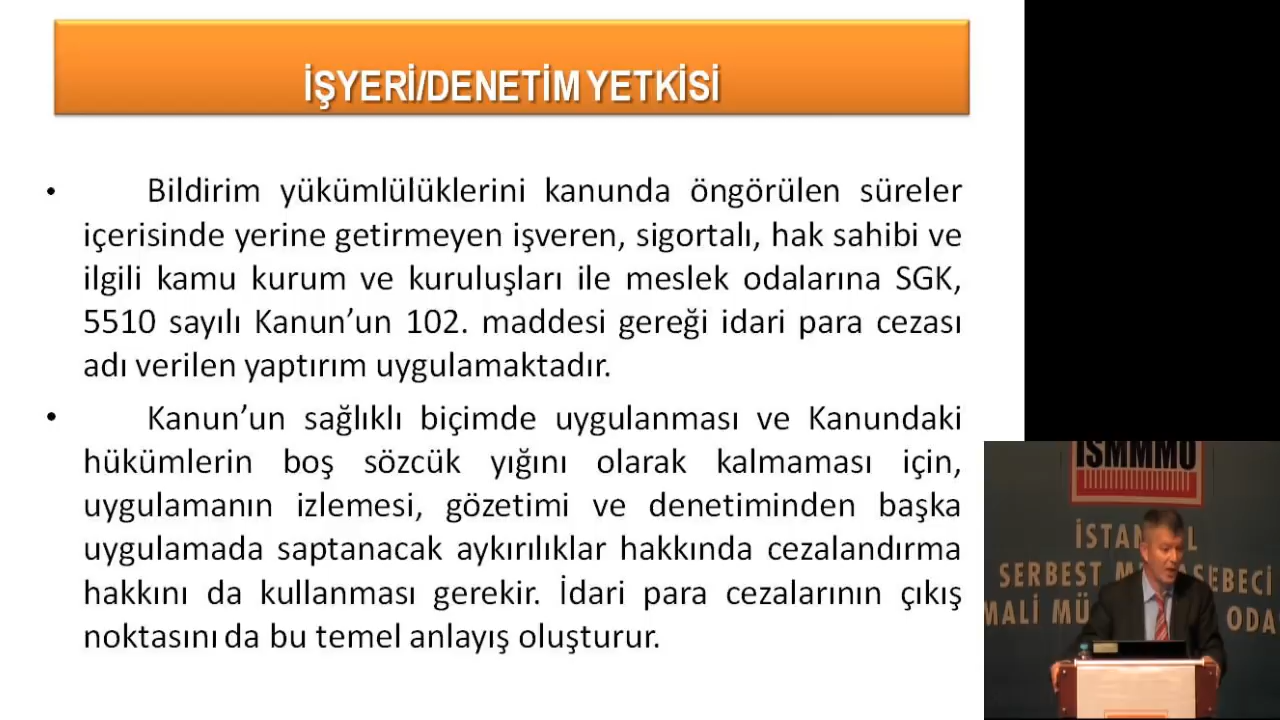 İŞYERİ/DENETİM YETKİSİ
• Bildirim yükümlülüklerini kanunda öngörülen süreler
içerisinde yerine getirmeyen işveren, sigortalı, hak sahibi ve
ilgili kamu kurum ve kuruluşları ile meslek odalarına SGK,
5510 sayılı Kanun’un 102. maddesi gereği idari para cezası
adı verilen yaptırım uygulamaktadır.
• Kanun’un sağlıklı biçimde uygulanması ve Kanundaki
hükümlerin boş sözcük yığını olarak kalmaması için,
uygulamanın izlemesi, gözetimi ve denetiminden başka
uygulamada saptanacak aykırılıklar hakkında cezalandırma
hakkını da kullanması gerekir. İdari para cezalarının çıkış
noktasını da bu temel anlayış oluşturur.
İSMMMO
İSTANBUL
SERBEST MUHASEBECİ
MALİ MÜ ODA